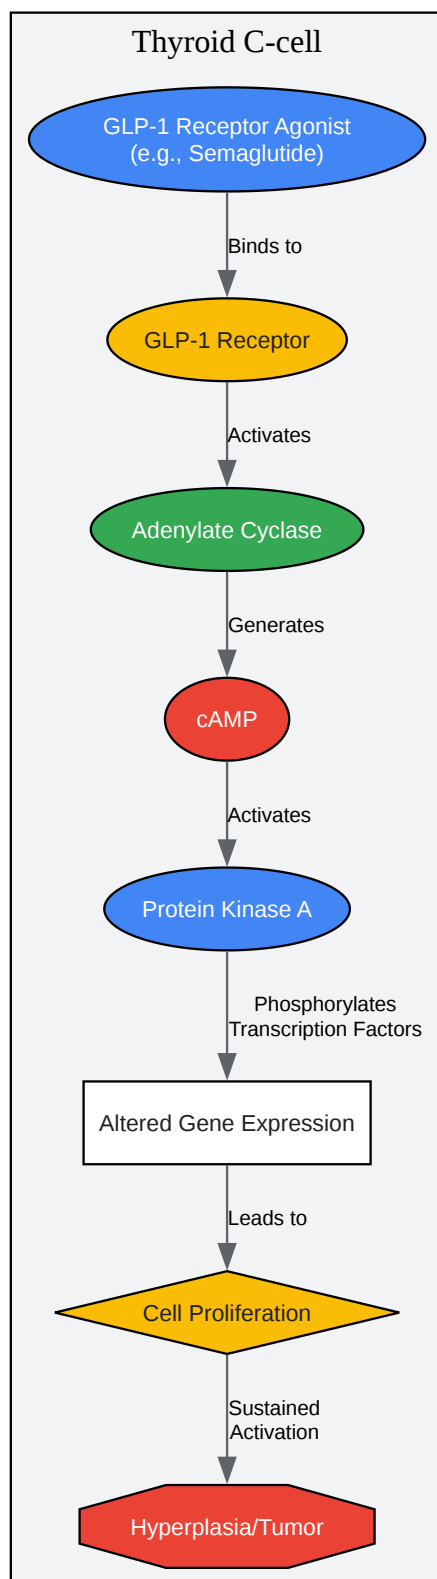 Thyroid C-cell
GLP-1 Receptor Agonist
(e.g., Semaglutide)
Binds to
GLP-1 Receptor
Activates
Adenylate Cyclase
Generates
cAMP
Activates
Protein Kinase A
Phosphorylates
Transcription Factors
Altered Gene Expression
Leads to
Cell Proliferation
Sustained
Activation
Hyperplasia/Tumor